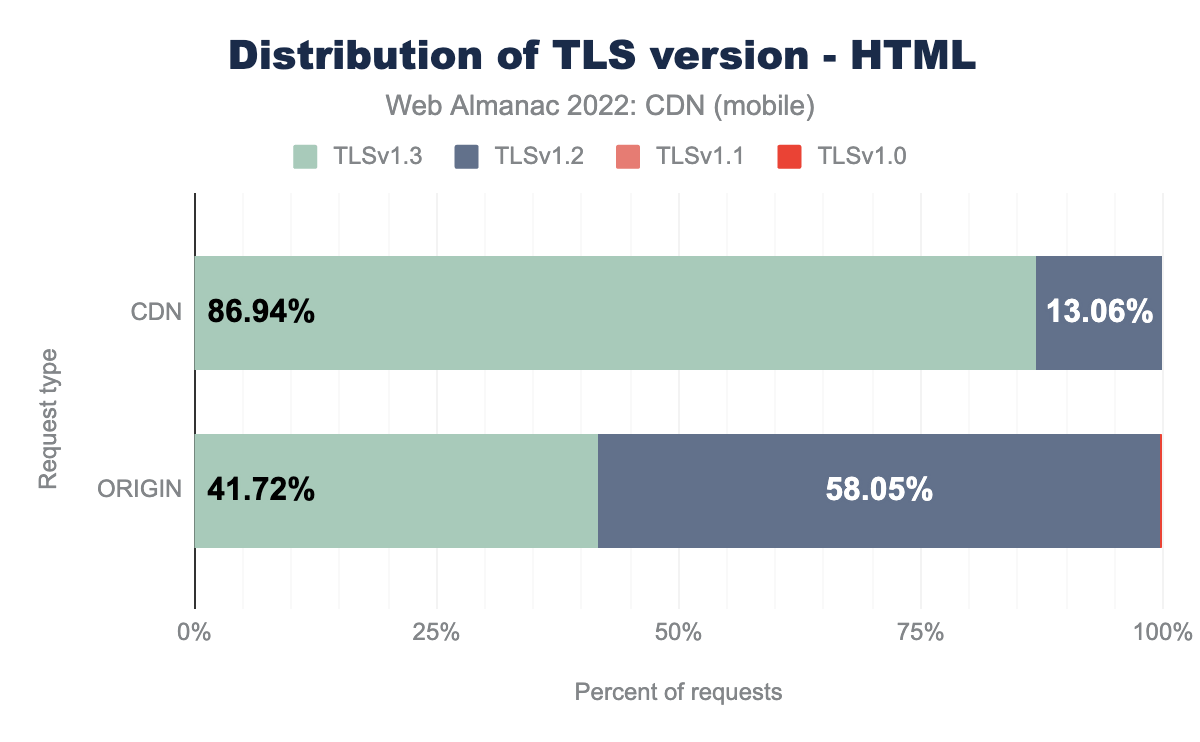 Distribution of TLS version - HTML
Web Almanac 2022: CDN (mobile)
TLSv1.3 TLSv1.2 TLSv1.1 TLSv1.0
Request type
CDN 86.94% 13.06%
ORIGIN 41.72% 58.05%
0% 25% 50% 75% 100%
Percent of requests